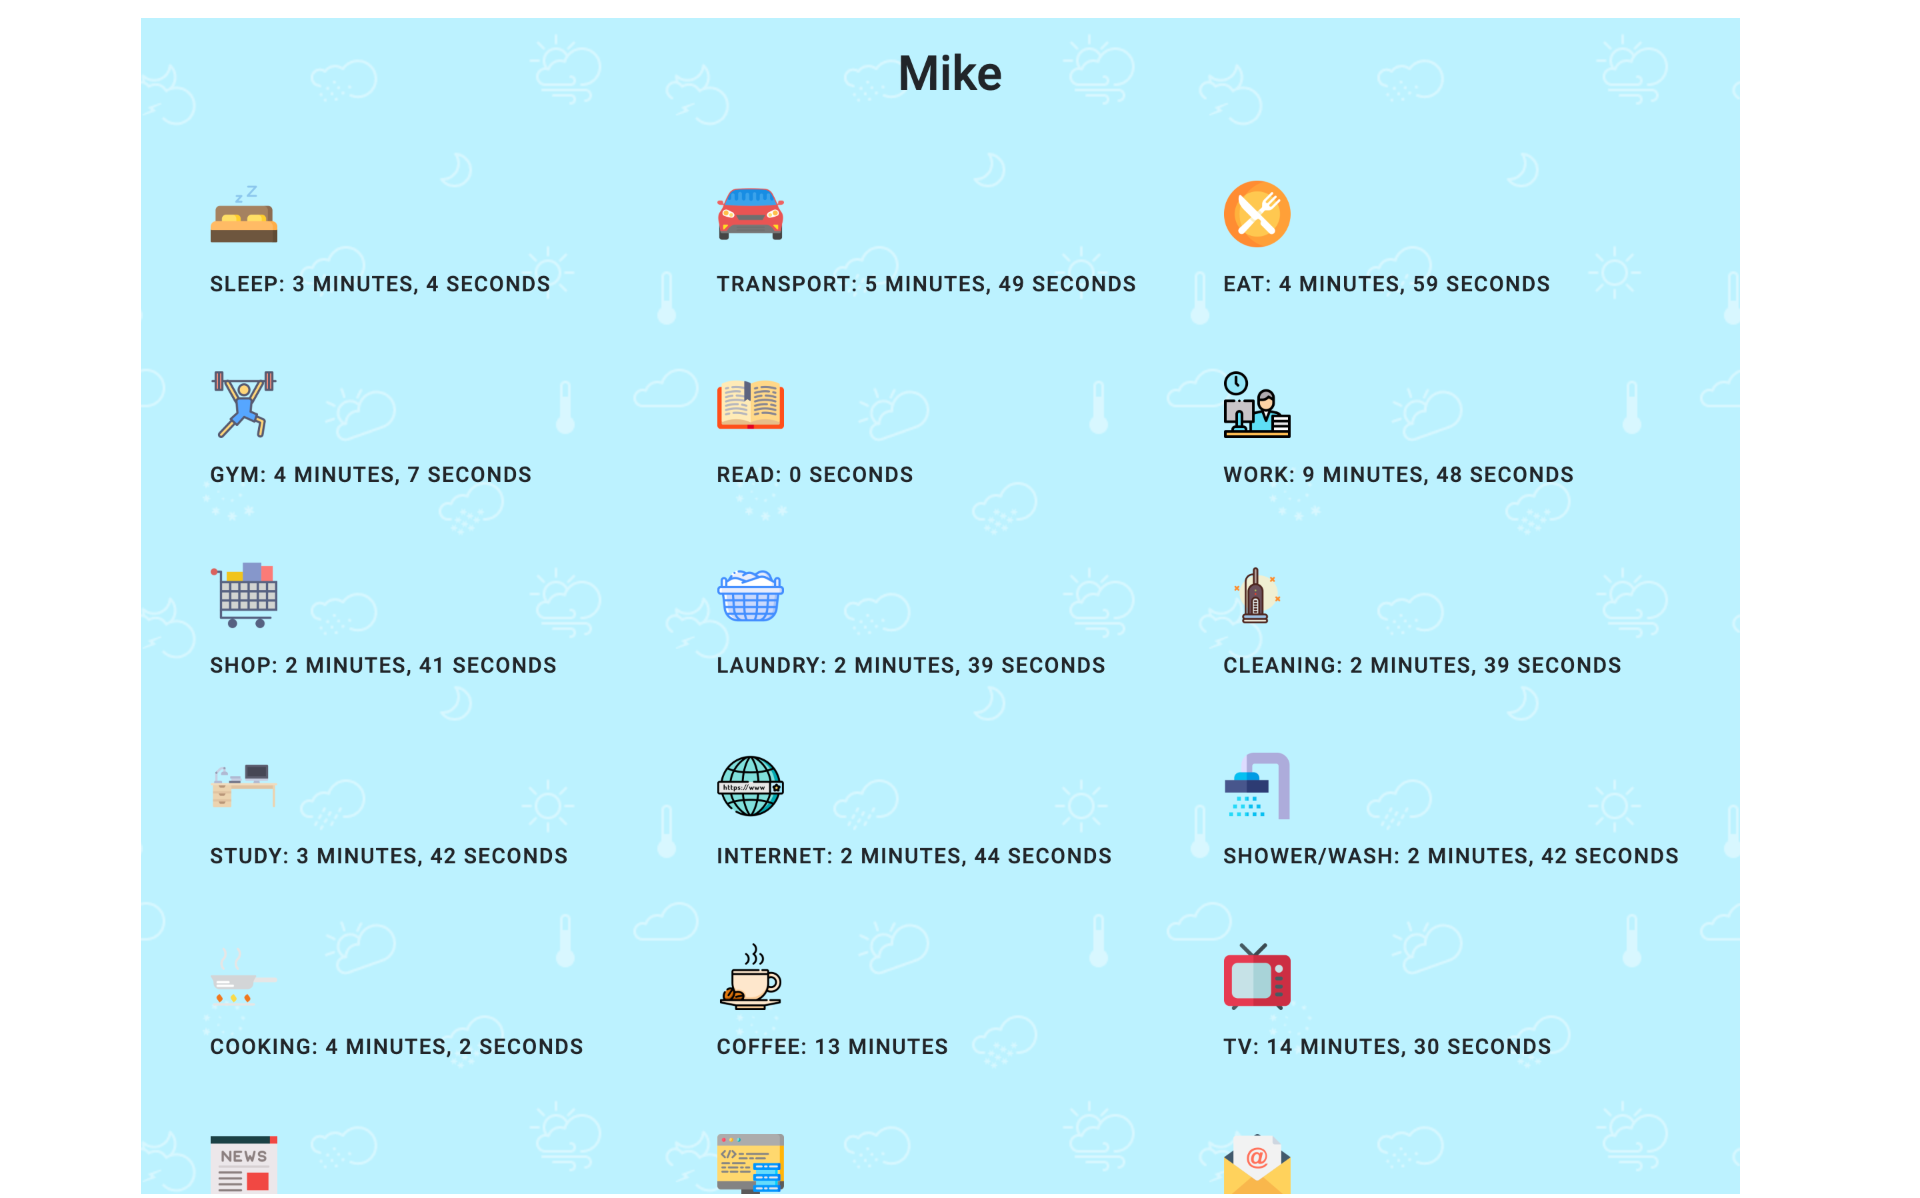 Mike
z Z
SLEEP: 3 MINUTES, 4 SECONDS
TRANSPORT: 5 MINUTES, 49 SECONDS
EAT: 4 MINUTES, 59 SECONDS
GYM: 4 MINUTES, 7 SECONDS
READ: 0 SECONDS
WORK: 9 MINUTES, 48 SECONDS
SHOP: 2 MINUTES, 41 SECONDS
LAUNDRY: 2 MINUTES, 39 SECONDS
CLEANING: 2 MINUTES, 39 SECONDS
https://www
STUDY: 3 MINUTES, 42 SECONDS
INTERNET: 2 MINUTES, 44 SECONDS
SHOWER/WASH: 2 MINUTES, 42 SECONDS
COOKING: 4 MINUTES, 2 SECONDS
COFFEE: 13 MINUTES
TV: 14 MINUTES, 30 SECONDS
NEWS
</>
@